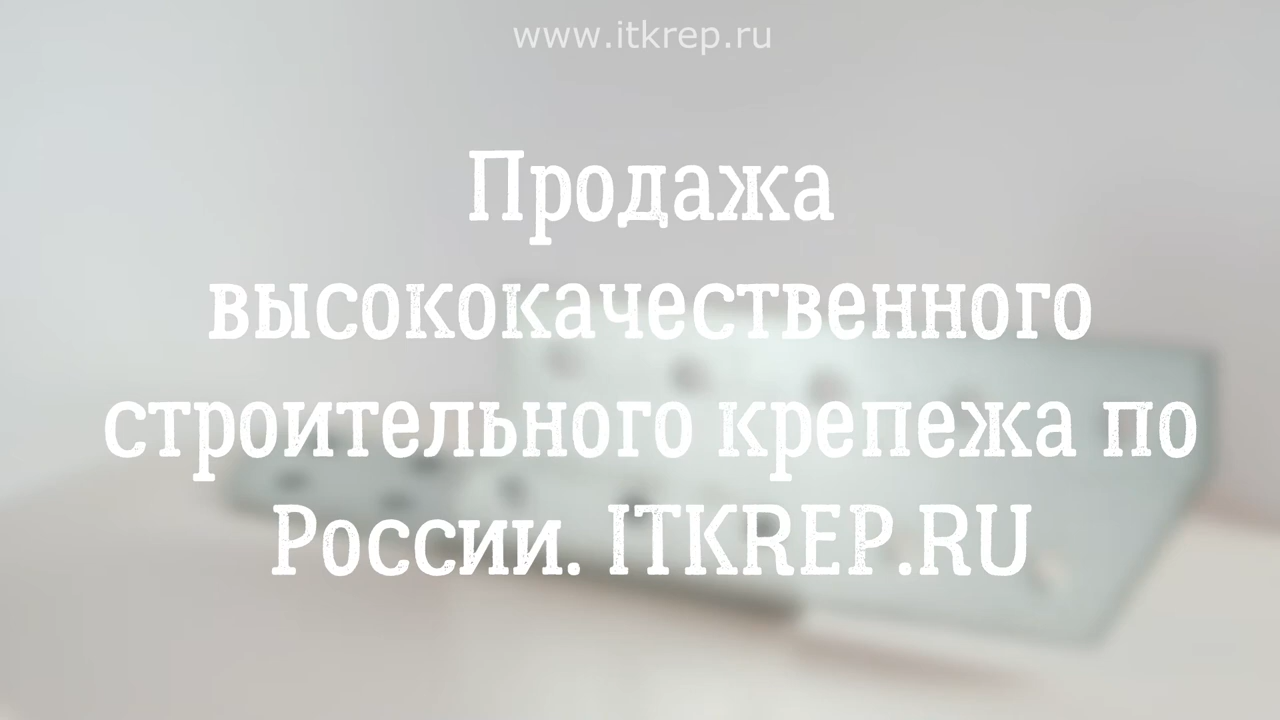 www.itkrep.ru
Продажа
высококачественного
строительного крепежа по
России. ITKREP.RU